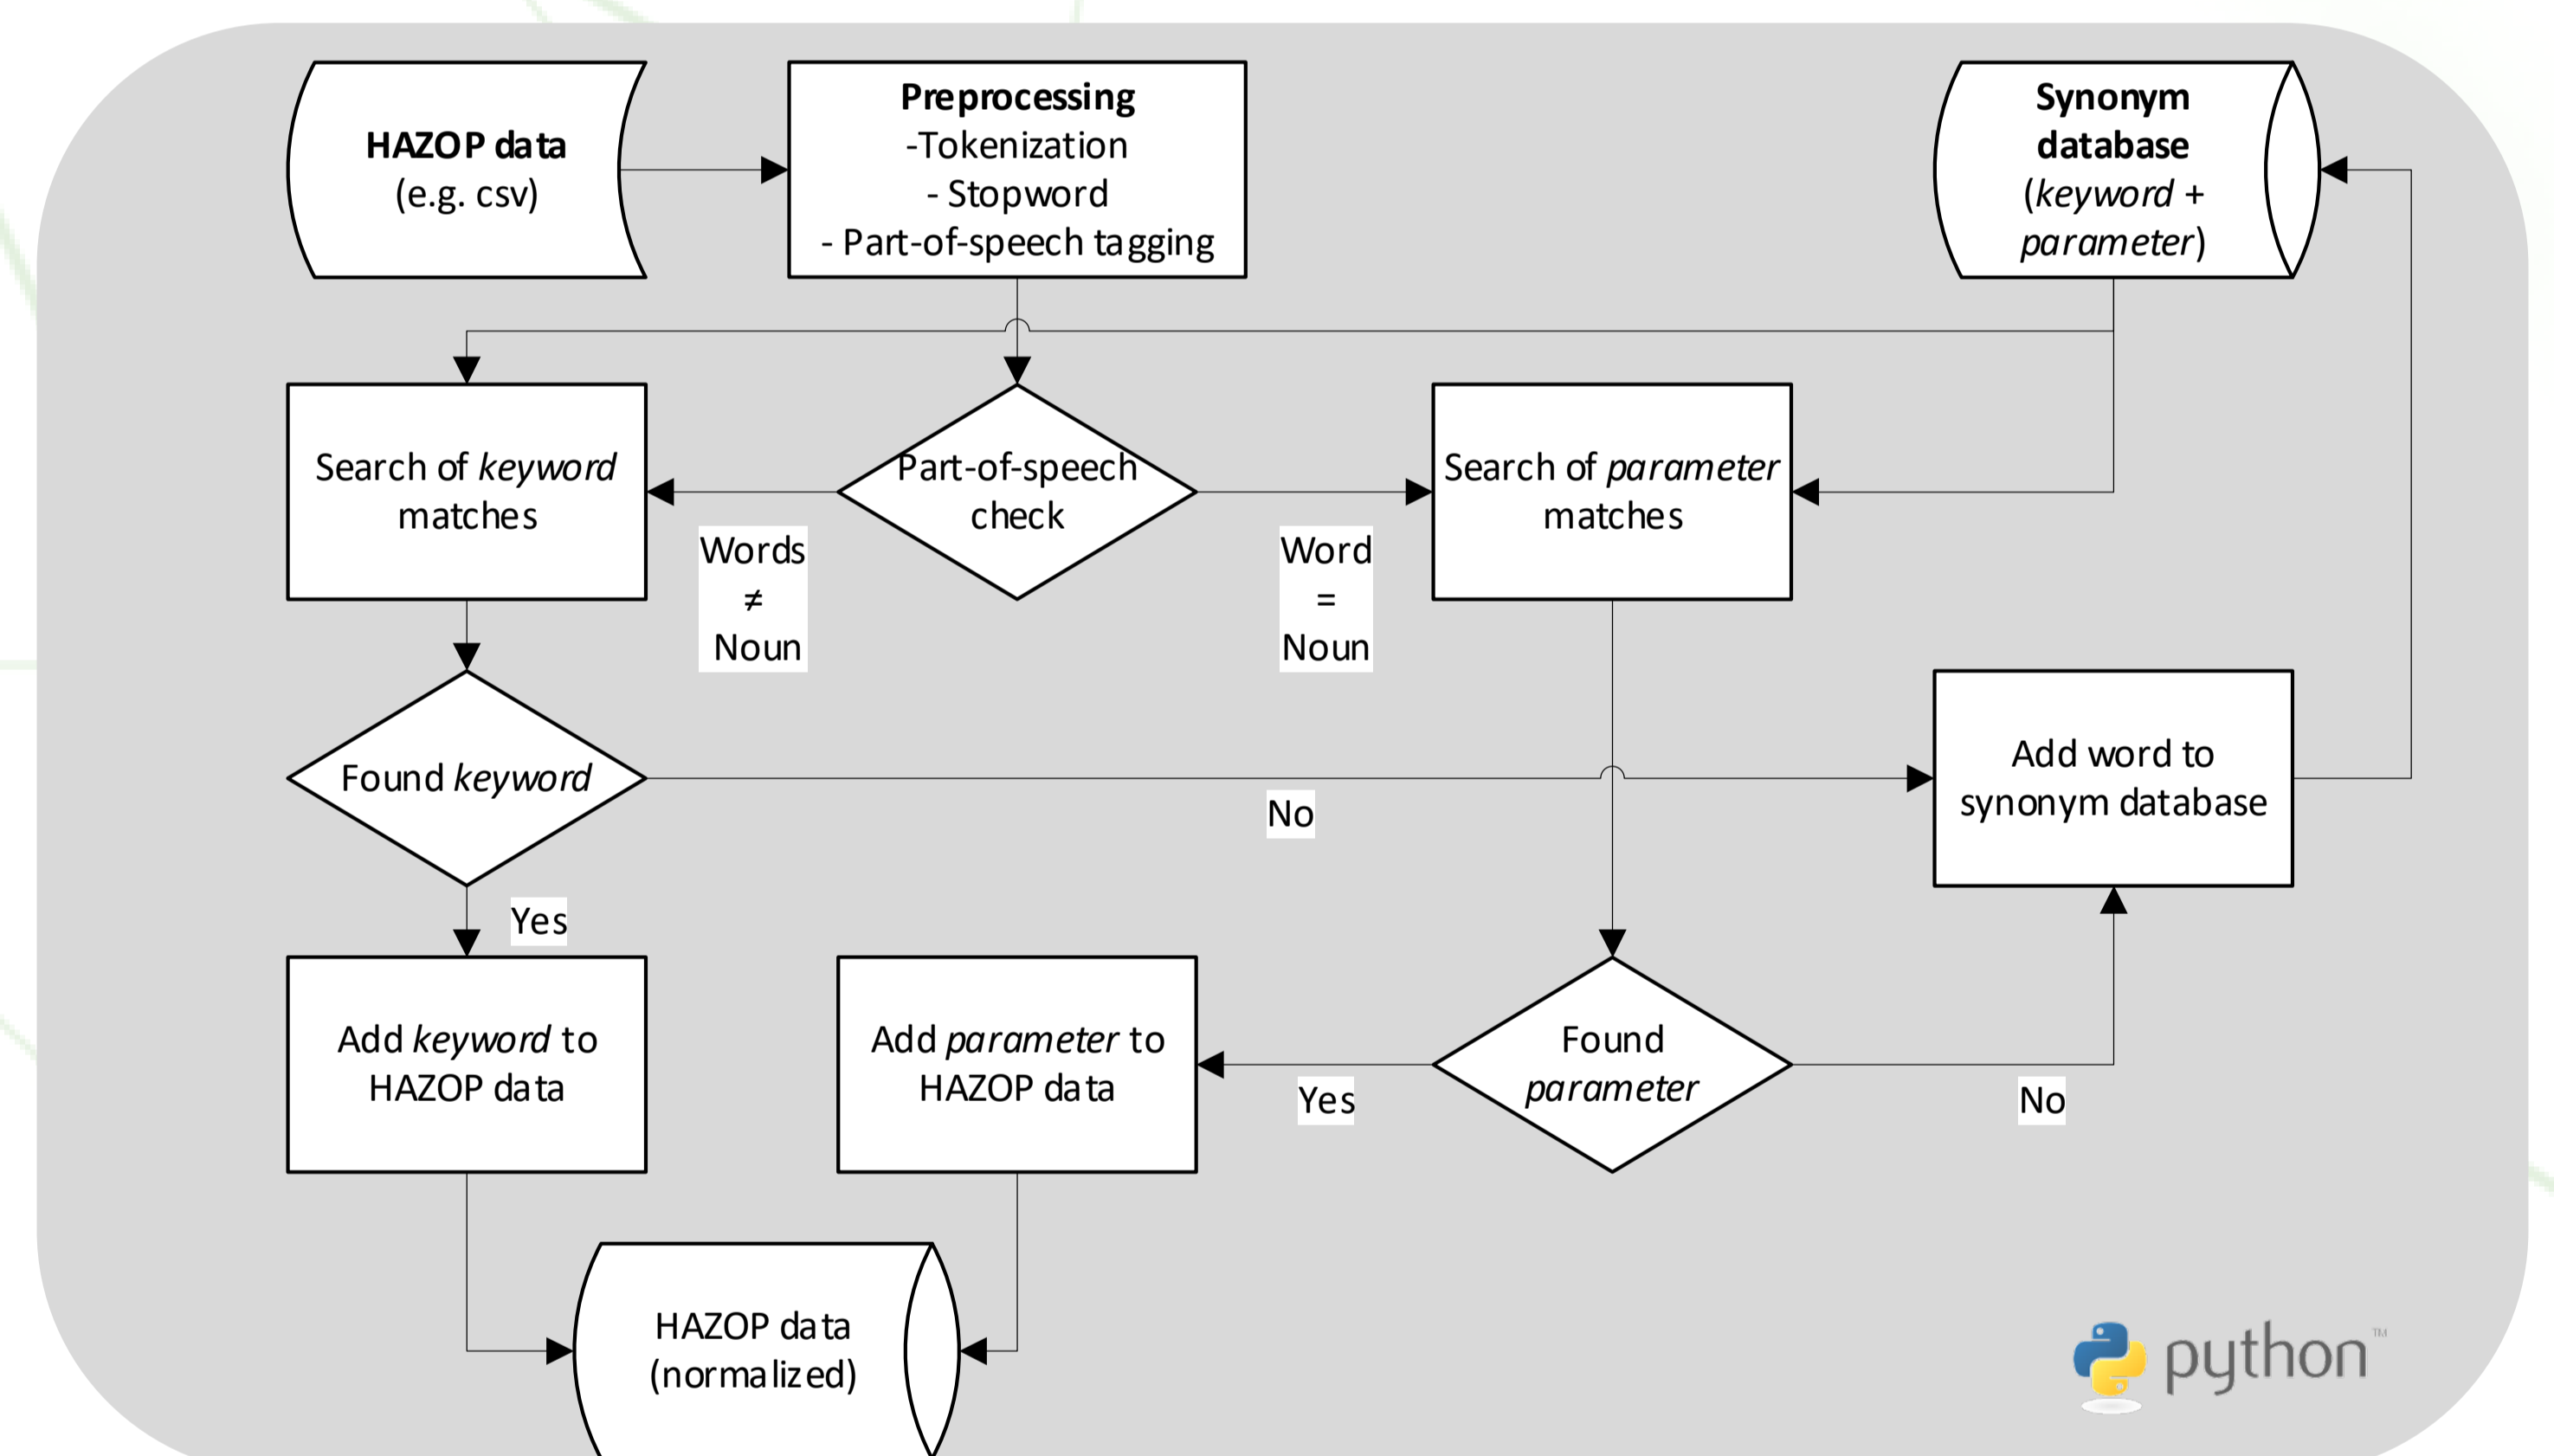 HAZOP data
(e.g. csv)
Preprocessing
-Tokenization
- Stopword
- Part-of-speech tagging
Synonym
database
(keyword +
parameter)
Search of keyword
matches
Part-of-speech
check
Search of parameter
matches
Words
≠
Noun
Word
=
Noun
Found keyword
No
Add word to
synonym database
Yes
Add keyword to
HAZOP data
Add parameter to
HAZOP data
Yes
Found
parameter
No
HAZOP data
(normalized)
python™